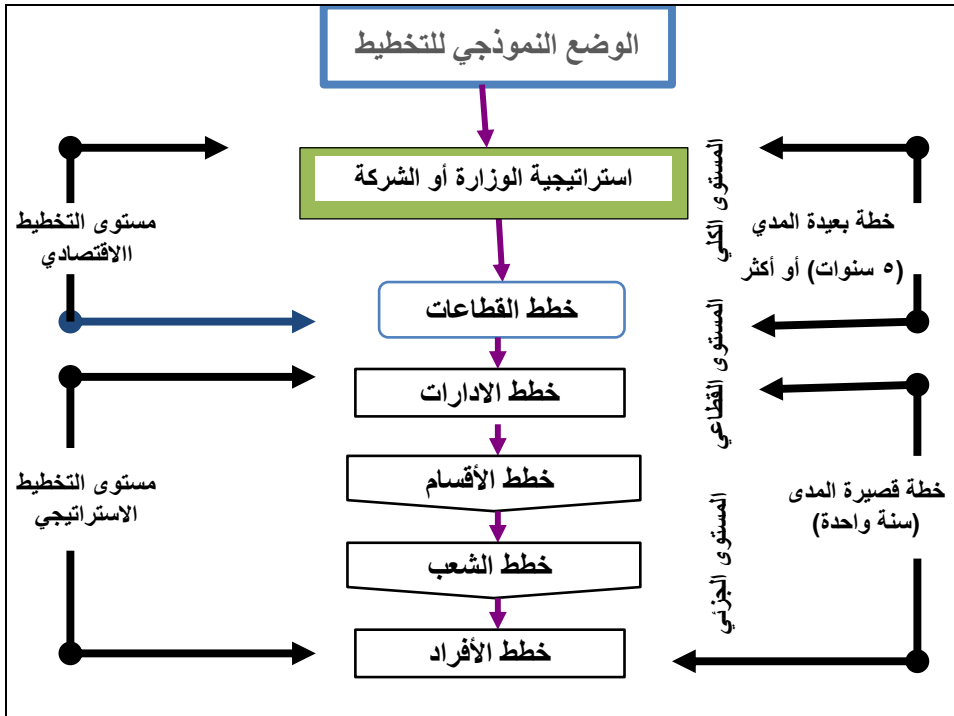 الوضع النموذجي للتخطيط
استراتيجية الوزارة أو الشركة
خطط القطاعات
خطط الادارات
خطط الأقسام
خطط الشعب
خطط الأفراد
المستوى الكلي
المستوى القطاعي
المستوى الجزئي
خطة بعيدة المدي
(٥ سنوات) أو أكثر
خطة قصيرة المدى
(سنة واحدة)
مستوى التخطيط
االاقتصادي
مستوى التخطيط
الاستراتيجي